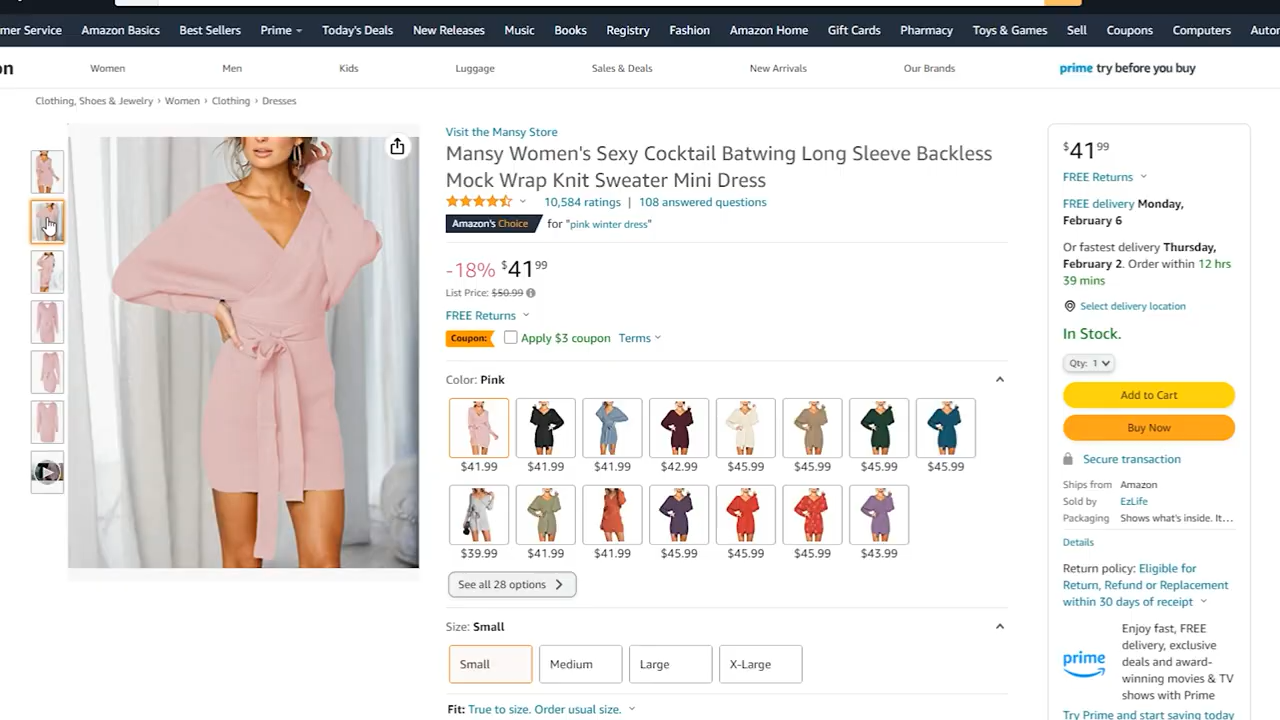 mer Service Amazon Basics Best Sellers Prime Today's Deals New Releases Music Books Registry Fashion Amazon Home Gift Cards Pharmacy Toys & Games Sell Coupons Computers Autor
on Women Men Kids Luggage Sales & Deals New Arrivals Our Brands prime try before you buy
Clothing, Shoes & Jewelry › Women › Clothing › Dresses
Visit the Mansy Store
Mansy Women's Sexy Cocktail Batwing Long Sleeve Backless
Mock Wrap Knit Sweater Mini Dress
10,584 ratings | 108 answered questions
Amazon's Choice for "pink winter dress"
-18% $41 99
List Price: $50.99
FREE Returns
Coupon: Apply $3 coupon Terms
Color: Pink
$41.99 $41.99 $41.99 $42.99 $45.99 $45.99 $45.99 $45.99
$39.99 $41.99 $41.99 $45.99 $45.99 $45.99 $43.99
See all 28 options
Size: Small
Small Medium Large X-Large
Fit: True to size. Order usual size.
$41 99
FREE Returns
FREE delivery Monday,
February 6
Or fastest delivery Thursday,
February 2. Order within 12 hrs
39 mins
Select delivery location
In Stock.
Qty: 1
Add to Cart
Buy Now
Secure transaction
Ships from Amazon
Sold by EzLife
Packaging Shows what's inside. It...
Details
Return policy: Eligible for
Return, Refund or Replacement
within 30 days of receipt
prime
Enjoy fast, FREE
delivery, exclusive
deals and award-
winning movies & TV
shows with Prime
Try Prime and start saving today